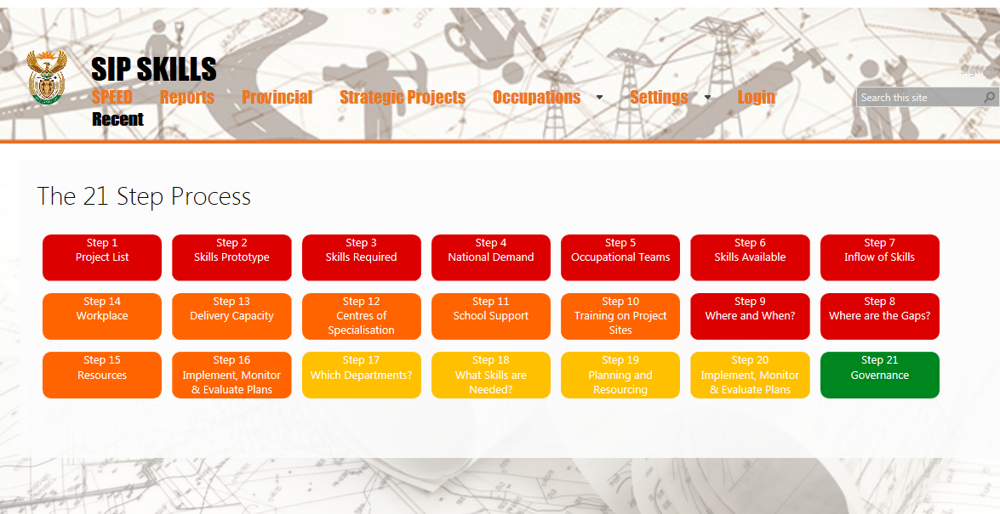 SIP SKILLS
SPEED Reports Provincial Strategic Projects Occupations Settings Login
Recent
Search this site
The 21 Step Process
Step 1
Project List
Step 2
Skills Prototype
Step 3
Skills Required
Step 4
National Demand
Step 5
Occupational Teams
Step 6
Skills Available
Step 7
Inflow of Skills
Step 14
Workplace
Step 13
Delivery Capacity
Step 12
Centres of
Specialisation
Step 11
School Support
Step 10
Training on Project
Sites
Step 9
Where and When?
Step 8
Where are the Gaps?
Step 15
Resources
Step 16
Implement, Monitor
& Evaluate Plans
Step 17
Which Departments?
Step 18
What Skills are
Needed?
Step 19
Planning and
Resourcing
Step 20
Implement, Monitor
& Evaluate Plans
Step 21
Governance